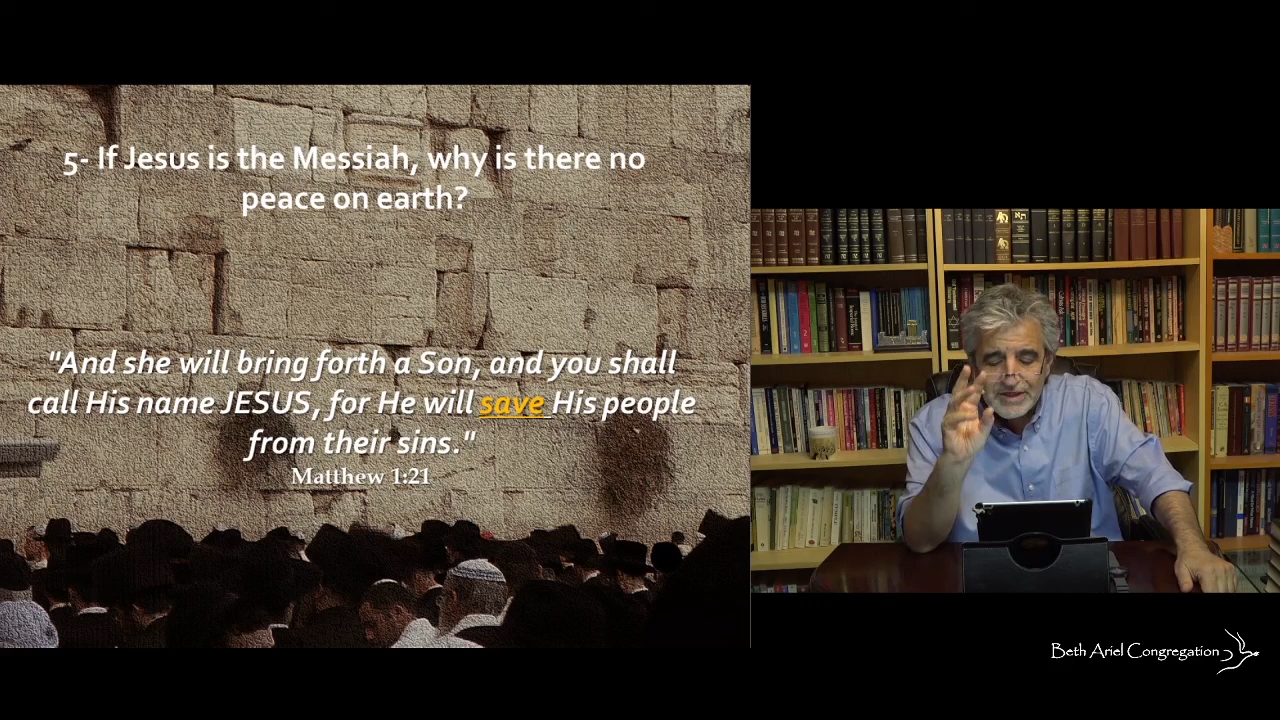 5- If Jesus is the Messiah, why is there no
peace on earth?
"And she will bring forth a Son, and you shall
call His name JESUS, for He will save His people
from their sins."
Matthew 1:21
Beth Ariel Congregation